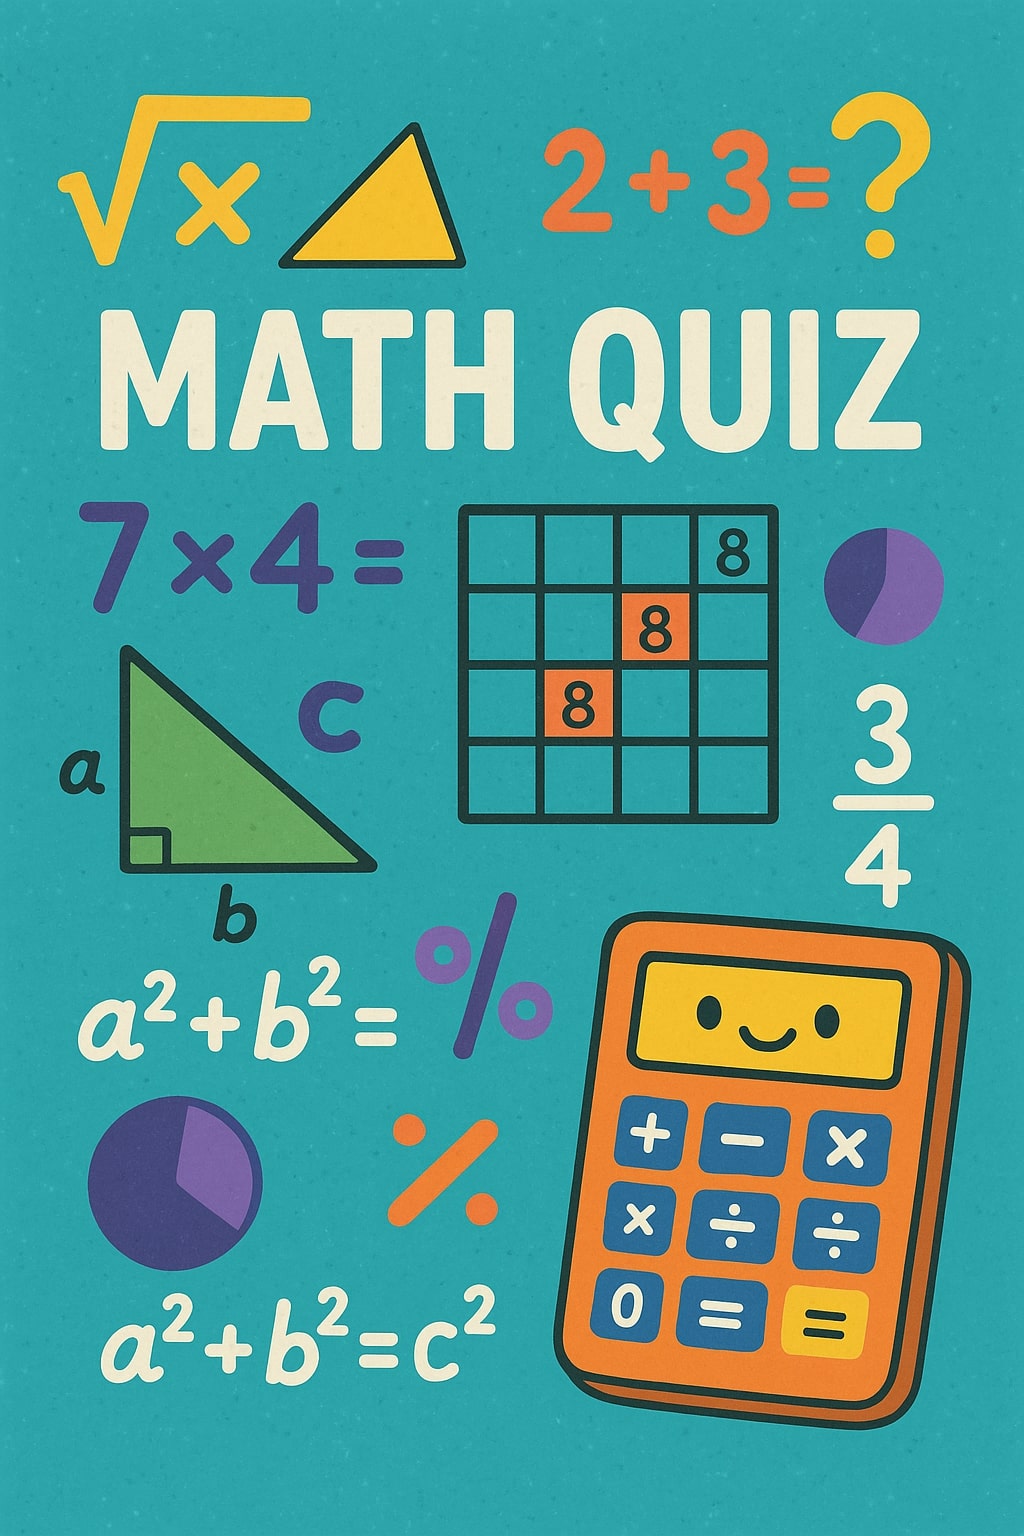 √x
2+3=?
MATH QUIZ
7×4=
8
8
8
a
c
b
3
4
a²+b²=
%
a²+b²=c²
+ − ×
× ÷ ÷
0 = =